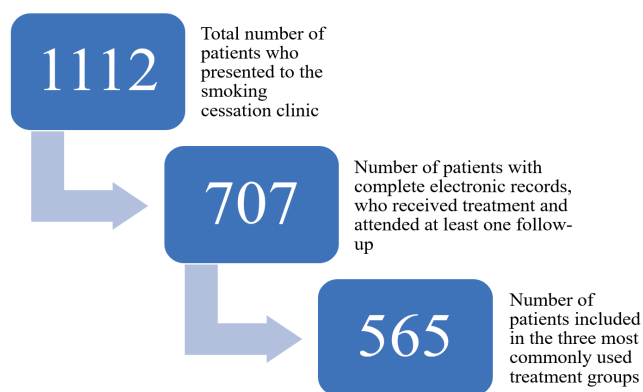 1112
Total number of
patients who
presented to the
smoking
cessation clinic
707
Number of patients with
complete electronic records,
who received treatment and
attended at least one follow-
up
565
Number of
patients included
in the three most
commonly used
treatment groups